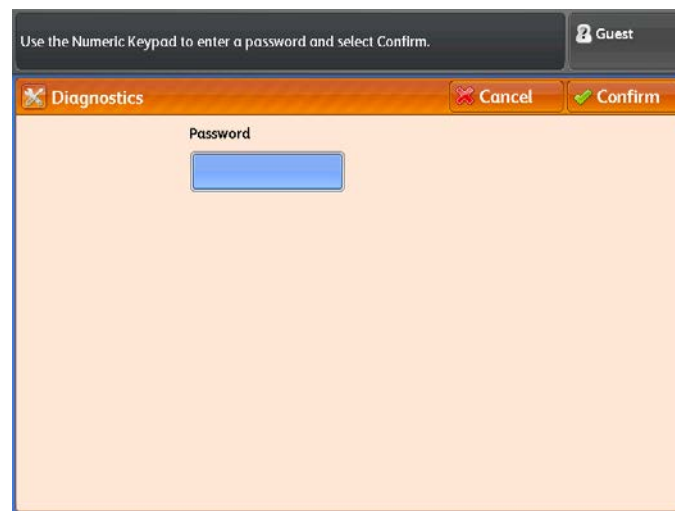 Use the Numeric Keypad to enter a password and select Confirm.
Guest
Diagnostics
Cancel
Confirm
Password